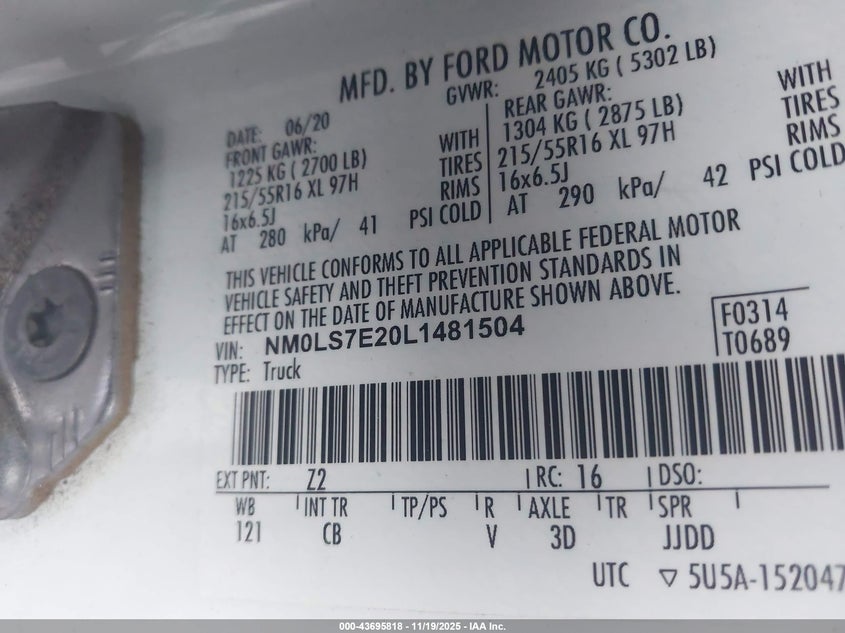 MFD. BY FORD MOTOR CO.
DATE: 06/20
GVWR: 2405 KG ( 5302 LB)
FRONT GAWR:
1225 KG ( 2700 LB) WITH
215/55R16 XL 97H TIRES
16x6.5J RIMS
AT 280 kPa/ 41 PSI COLD
REAR GAWR:
1304 KG ( 2875 LB) WITH
215/55R16 XL 97H TIRES
16x6.5J RIMS
AT 290 kPa/ 42 PSI COLD
THIS VEHICLE CONFORMS TO ALL APPLICABLE FEDERAL MOTOR
VEHICLE SAFETY AND THEFT PREVENTION STANDARDS IN
EFFECT ON THE DATE OF MANUFACTURE SHOWN ABOVE.
VIN: NM0LS7E20L1481504
TYPE: Truck
F0314
T0689
EXT PNT: Z2 RC: 16 DSO:
WB INT TR TP/PS R AXLE TR SPR
121 CB V 3D JJDD
UTC ▽ 5U5A-152047
000-43695818 - 11/19/2025 - IAA Inc.